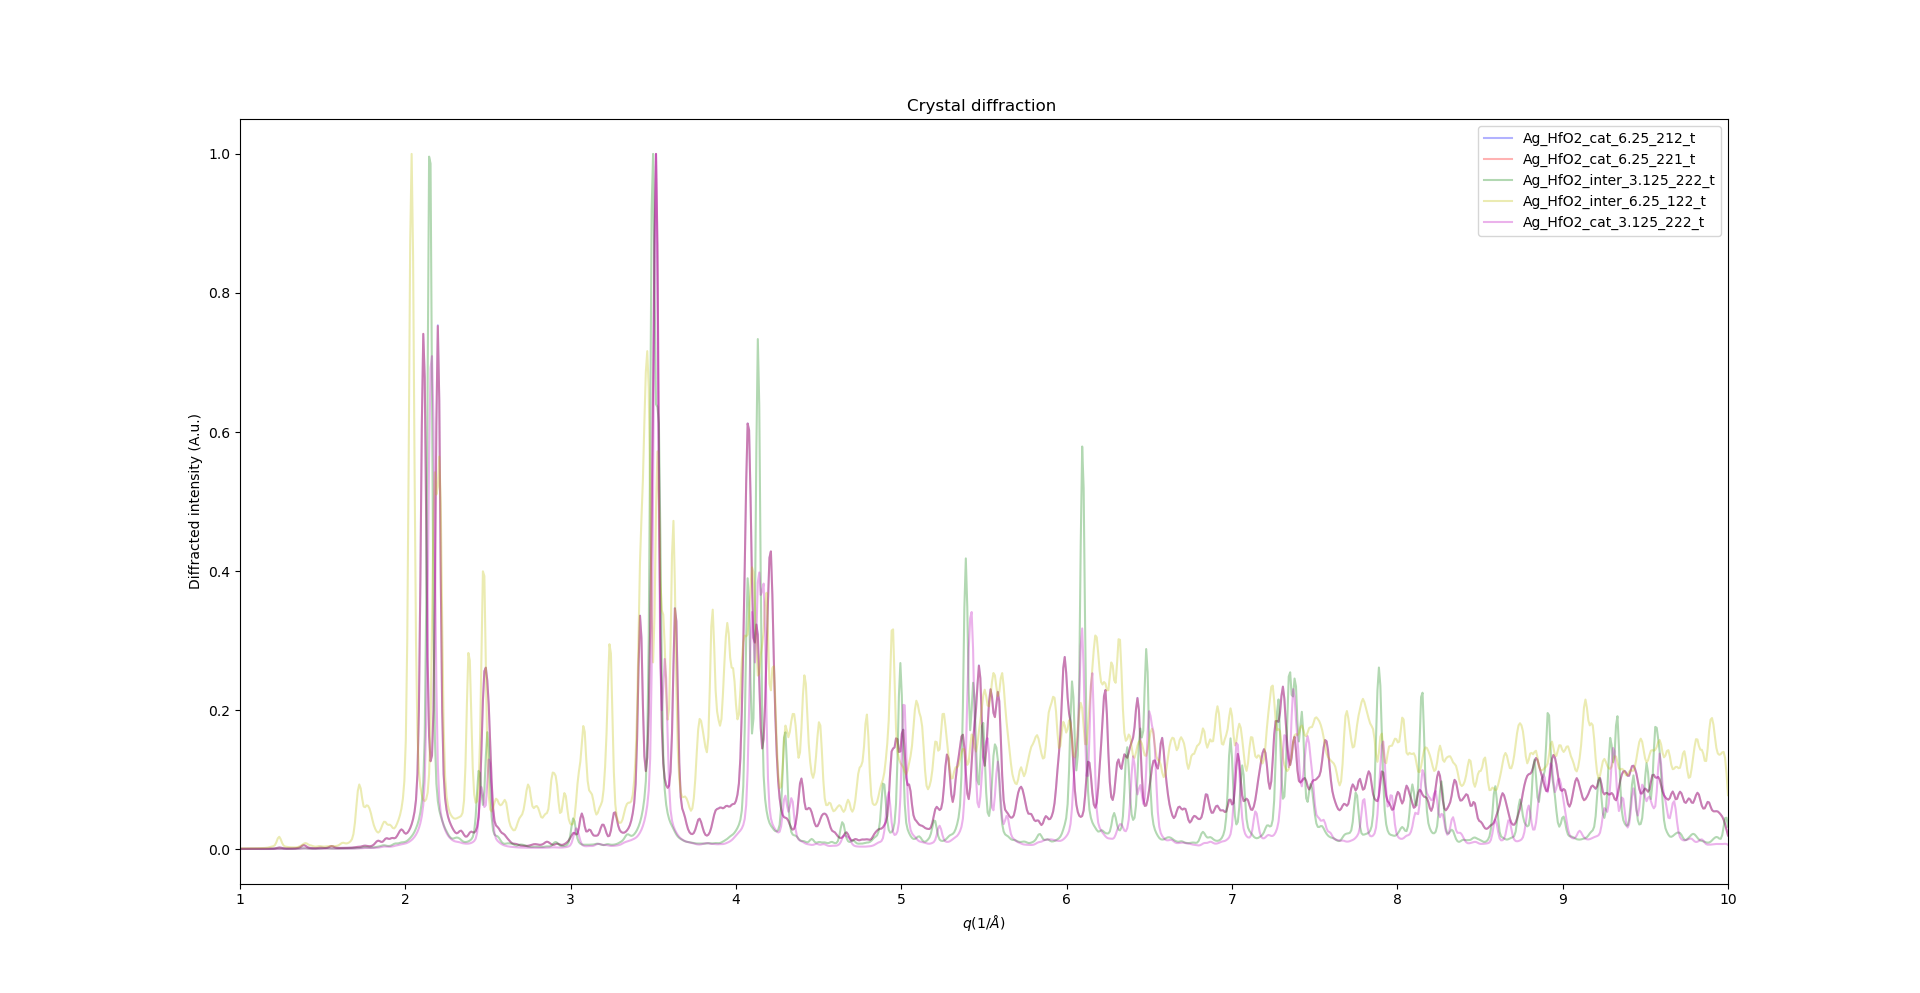 Crystal diffraction
Ag_HfO2_cat_6.25_212_t
Ag_HfO2_cat_6.25_221_t
Ag_HfO2_inter_3.125_222_t
Ag_HfO2_inter_6.25_122_t
Ag_HfO2_cat_3.125_222_t
Diffracted intensity (A.u.)
1.0
0.8
0.6
0.4
0.2
0.0
1 2 3 4 5 6 7 8 9 10
q(1/Å)